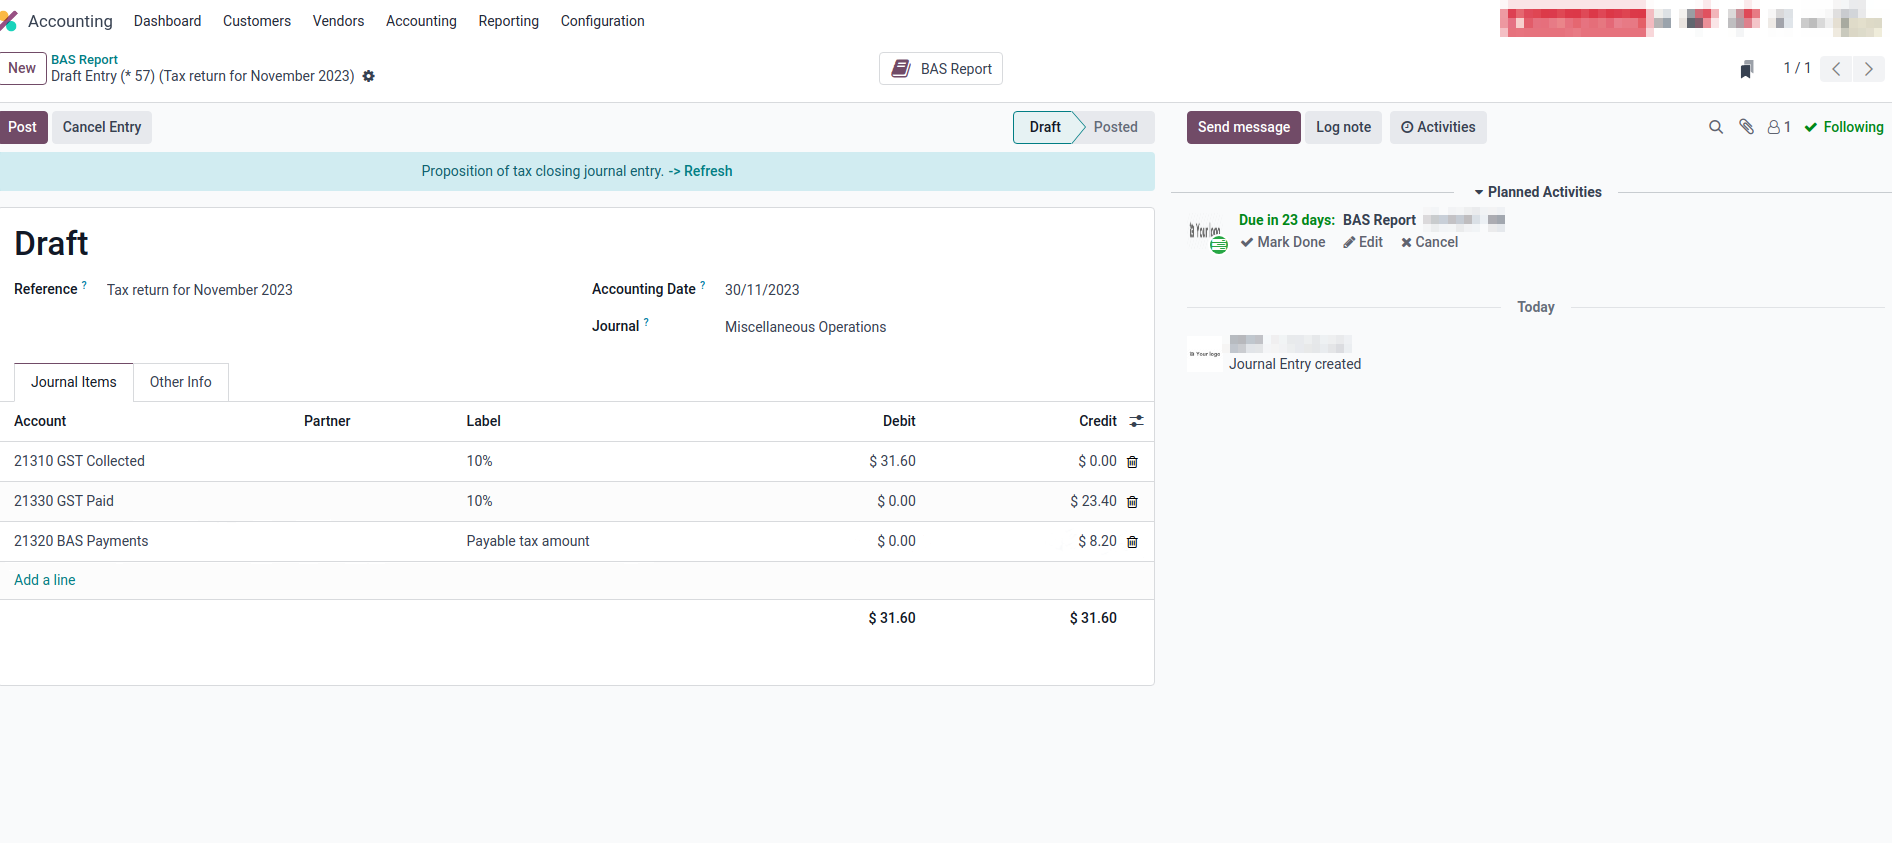 Accounting Dashboard Customers Vendors Accounting Reporting Configuration
New
BAS Report
Draft Entry (* 57) (Tax return for November 2023)
BAS Report
1 / 1
Post Cancel Entry
Draft Posted
Send message Log note Activities
1 Following
Proposition of tax closing journal entry. -> Refresh
Draft
Reference ? Tax return for November 2023
Accounting Date ? 30/11/2023
Journal ? Miscellaneous Operations
Journal Items Other Info
Account Partner Label Debit Credit
21310 GST Collected 10% $ 31.60 $ 0.00
21330 GST Paid 10% $ 0.00 $ 23.40
21320 BAS Payments Payable tax amount $ 0.00 $ 8.20
Add a line
$ 31.60 $ 31.60
Planned Activities
Your logo
Due in 23 days: BAS Report
Mark Done Edit Cancel
Today
Your logo
Journal Entry created